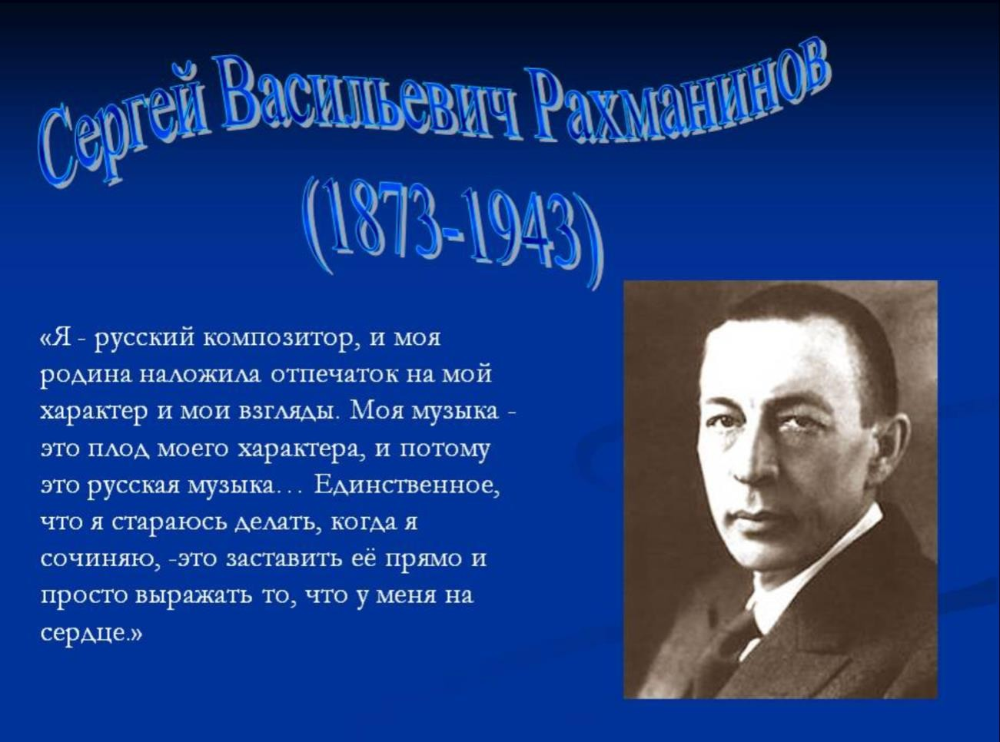 Сергей Васильевич Рахманинов
(1873-1943)
«Я - русский композитор, и моя
родина наложила отпечаток на мой
характер и мои взгляды. Моя музыка -
это плод моего характера, и потому
это русская музыка… Единственное,
что я стараюсь делать, когда я
сочиняю, -это заставить её прямо и
просто выражать то, что у меня на
сердце.»